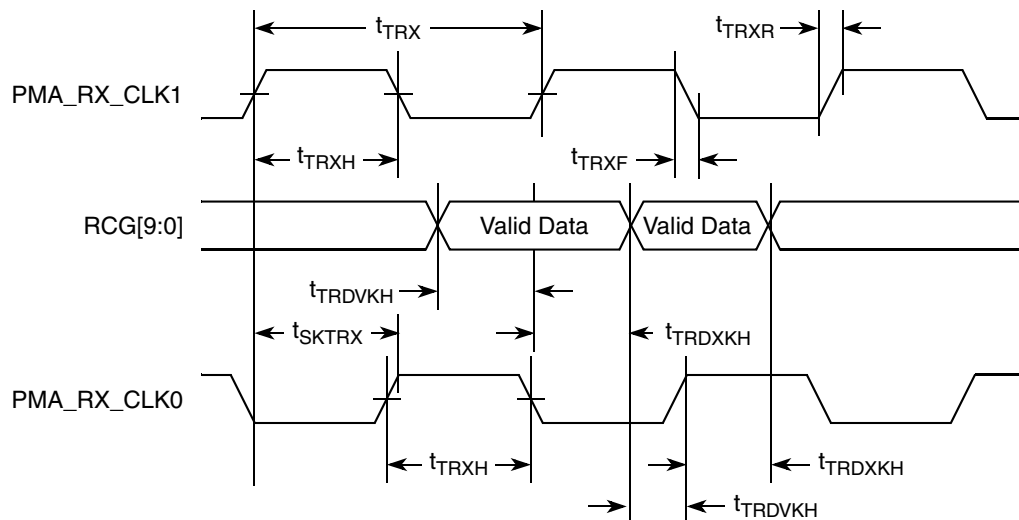 tTRX
tTRXR
PMA_RX_CLK1
tTRXH
tTRXF
RCG[9:0]
Valid Data
Valid Data
tTRDVKH
tSKTRX
tTRDXKH
PMA_RX_CLK0
tTRXH
tTRDXKH
tTRDVKH